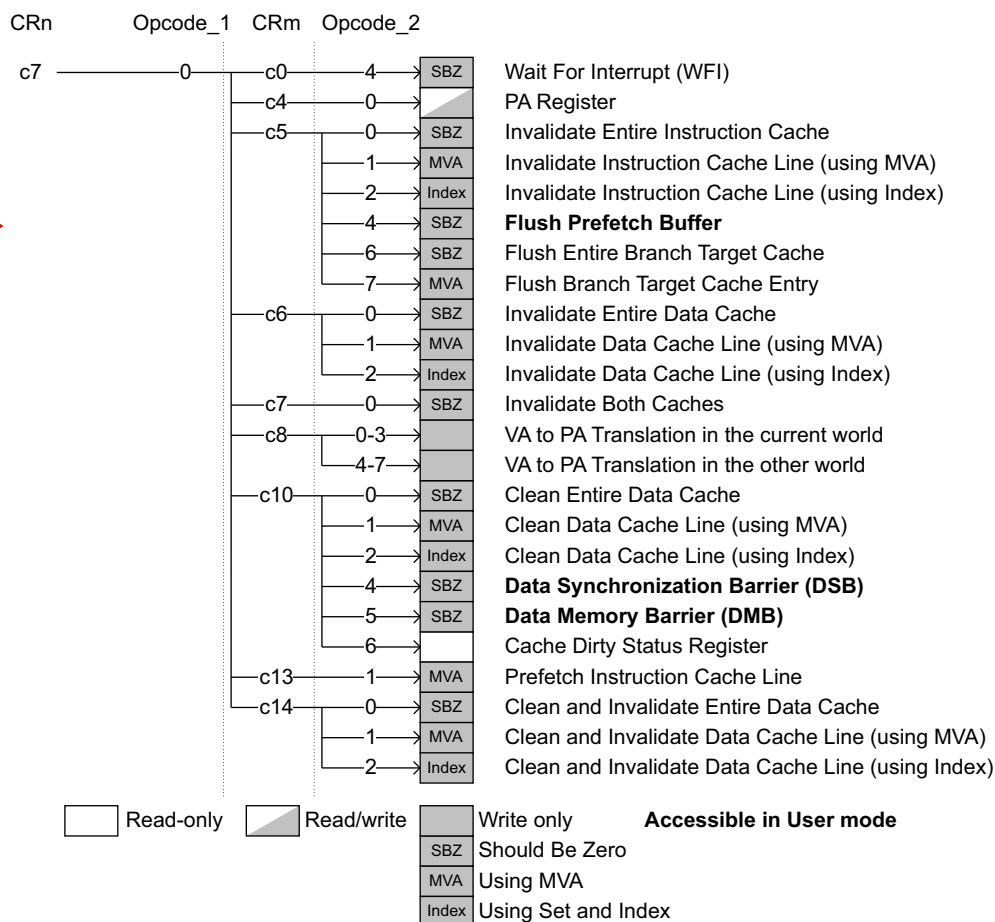 CRn Opcode_1 CRm Opcode_2
c7 0 c0 4 SBZ Wait For Interrupt (WFI)
c4 0 PA Register
c5 0 SBZ Invalidate Entire Instruction Cache
1 MVA Invalidate Instruction Cache Line (using MVA)
2 Index Invalidate Instruction Cache Line (using Index)
4 SBZ Flush Prefetch Buffer
6 SBZ Flush Entire Branch Target Cache
7 MVA Flush Branch Target Cache Entry
c6 0 SBZ Invalidate Entire Data Cache
1 MVA Invalidate Data Cache Line (using MVA)
2 Index Invalidate Data Cache Line (using Index)
c7 0 SBZ Invalidate Both Caches
c8 0-3 VA to PA Translation in the current world
4-7 VA to PA Translation in the other world
c10 0 SBZ Clean Entire Data Cache
1 MVA Clean Data Cache Line (using MVA)
2 Index Clean Data Cache Line (using Index)
4 SBZ Data Synchronization Barrier (DSB)
5 SBZ Data Memory Barrier (DMB)
6 Cache Dirty Status Register
c13 1 MVA Prefetch Instruction Cache Line
c14 0 SBZ Clean and Invalidate Entire Data Cache
1 MVA Clean and Invalidate Data Cache Line (using MVA)
2 Index Clean and Invalidate Data Cache Line (using Index)
Read-only Read/write Write only Accessible in User mode
SBZ Should Be Zero
MVA Using MVA
Index Using Set and Index